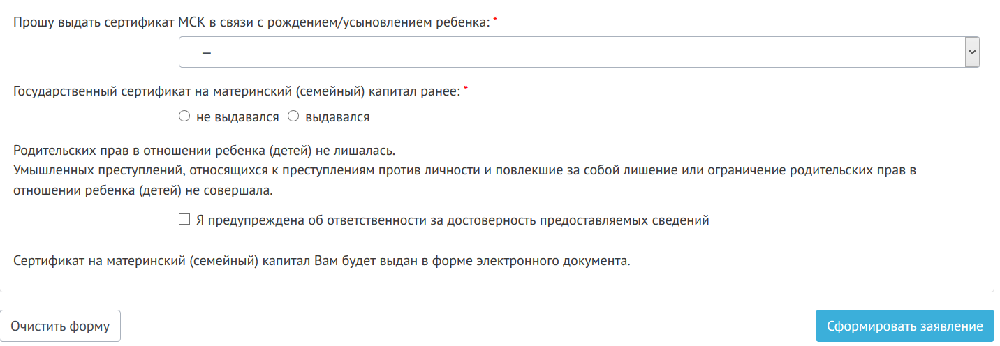 Прошу выдать сертификат МСК в связи с рождением/усыновлением ребенка: *
—
Государственный сертификат на материнский (семейный) капитал ранее: *
не выдавался выдавался
Родительских прав в отношении ребенка (детей) не лишалась.
Умышленных преступлений, относящихся к преступлениям против личности и повлекшие за собой лишение или ограничение родительских прав в
отношении ребенка (детей) не совершала.
Я предупреждена об ответственности за достоверность предоставляемых сведений
Сертификат на материнский (семейный) капитал Вам будет выдан в форме электронного документа.
Очистить форму Сформировать заявление